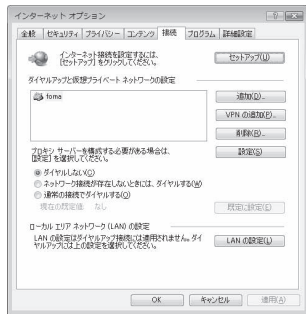 インターネット オプション
全般 セキュリティ プライバシー コンテンツ 接続 プログラム 詳細設定
インターネット接続を設定するには、
[セットアップ] をクリックしてください。
セットアップ(U)
ダイヤルアップと仮想プライベート ネットワークの設定
foma
追加(D)...
VPN の追加(P)...
削除(R)...
設定(S)
プロキシ サーバーを構成する必要がある場合は、
[設定] を選択してください。
ダイヤルしない(C)
ネットワーク接続が存在しないときには、ダイヤルする(W)
通常の接続でダイヤルする(O)
現在の既定値: なし
既定に設定(E)
ローカル エリア ネットワーク (LAN) の設定
LAN の設定はダイヤルアップ接続には適用されません。ダイ
ヤルアップには上の設定を選択してください。
LAN の設定(L)
OK キャンセル 適用(A)